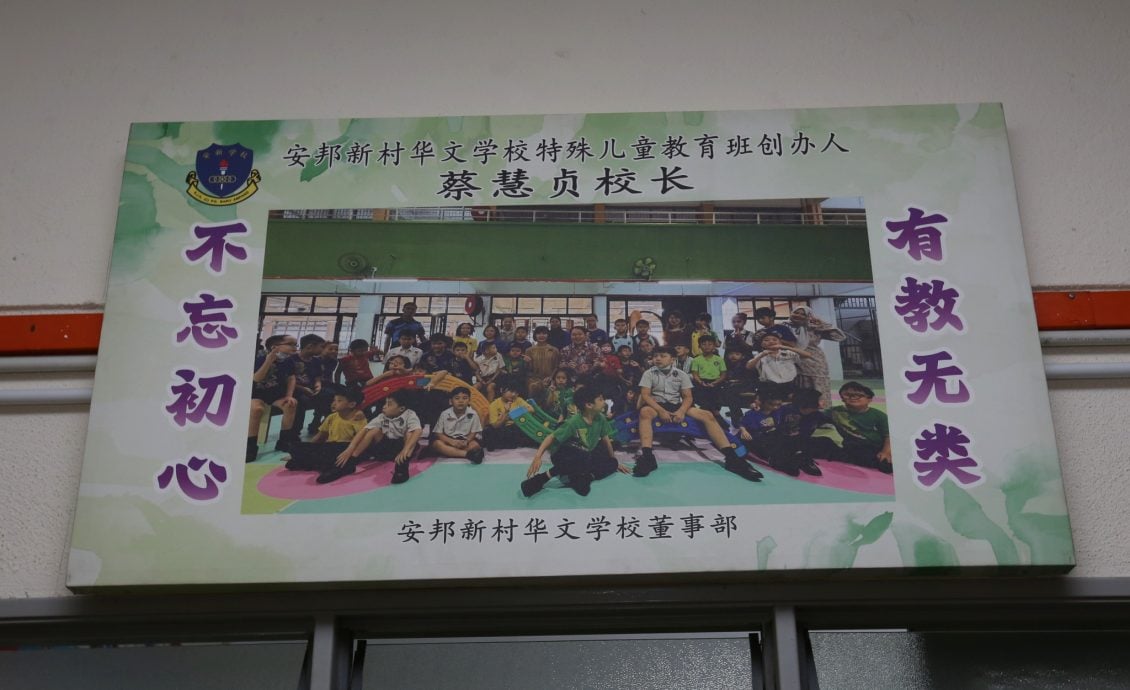 安邦新村华文学校特殊儿童教育班创办人
蔡慧贞校长
不忘初心
有教无类
安邦新村华文学校董事部